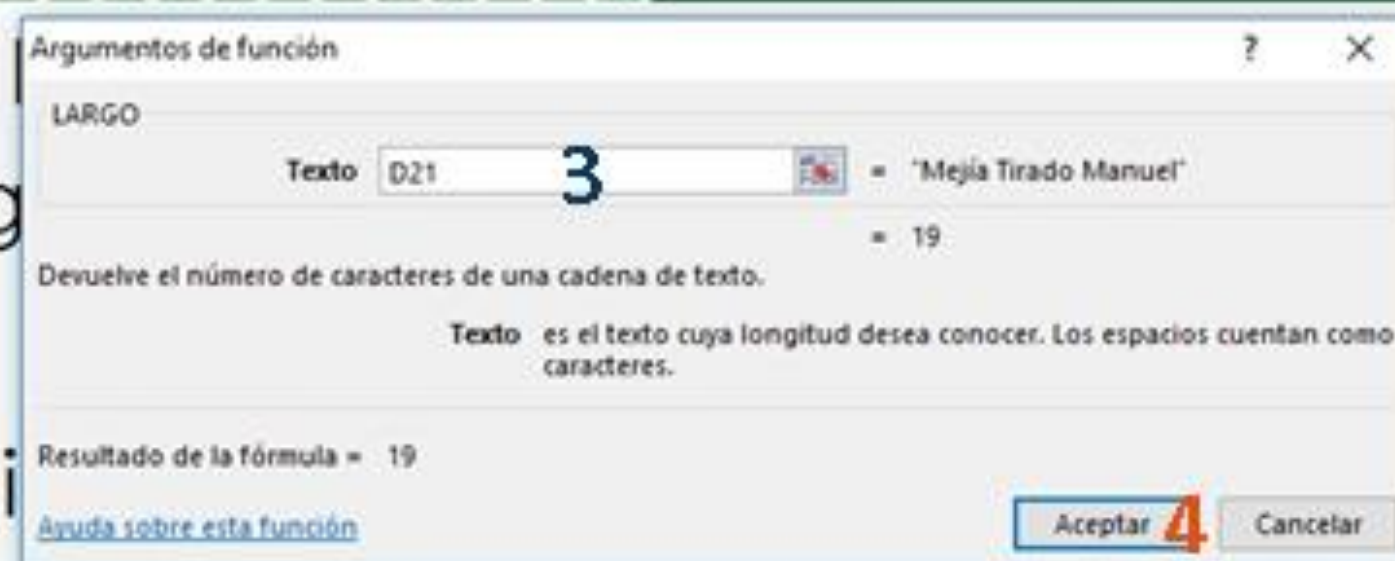 Argumentos de función ? X
LARGO
Texto D21 3 = "Mejía Tirado Manuel"
= 19
g
Devuelve el número de caracteres de una cadena de texto.
Texto es el texto cuya longitud desea conocer. Los espacios cuentan como
caracteres.
i
Resultado de la fórmula = 19
Ayuda sobre esta función Aceptar 4 Cancelar